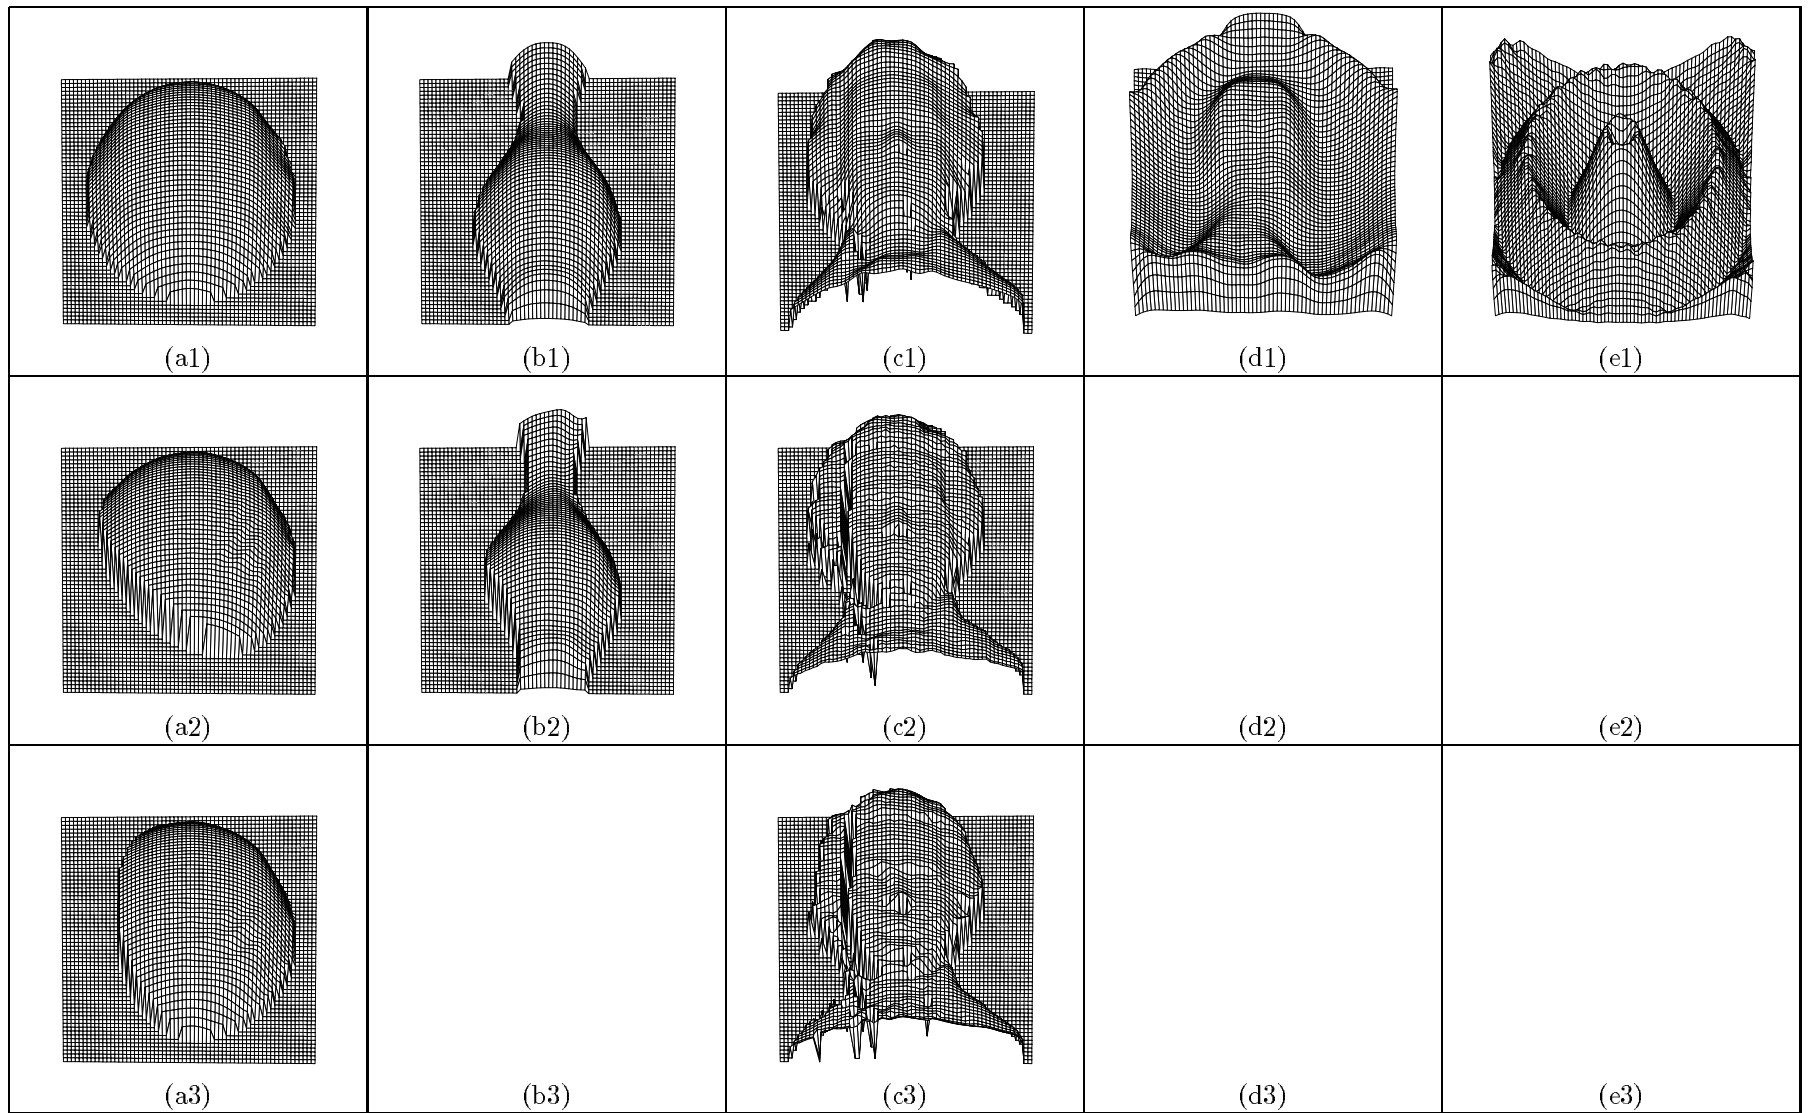 (a1) (b1) (c1) (d1) (e1)
(a2) (b2) (c2) (d2) (e2)
(a3) (b3) (c3) (d3) (e3)